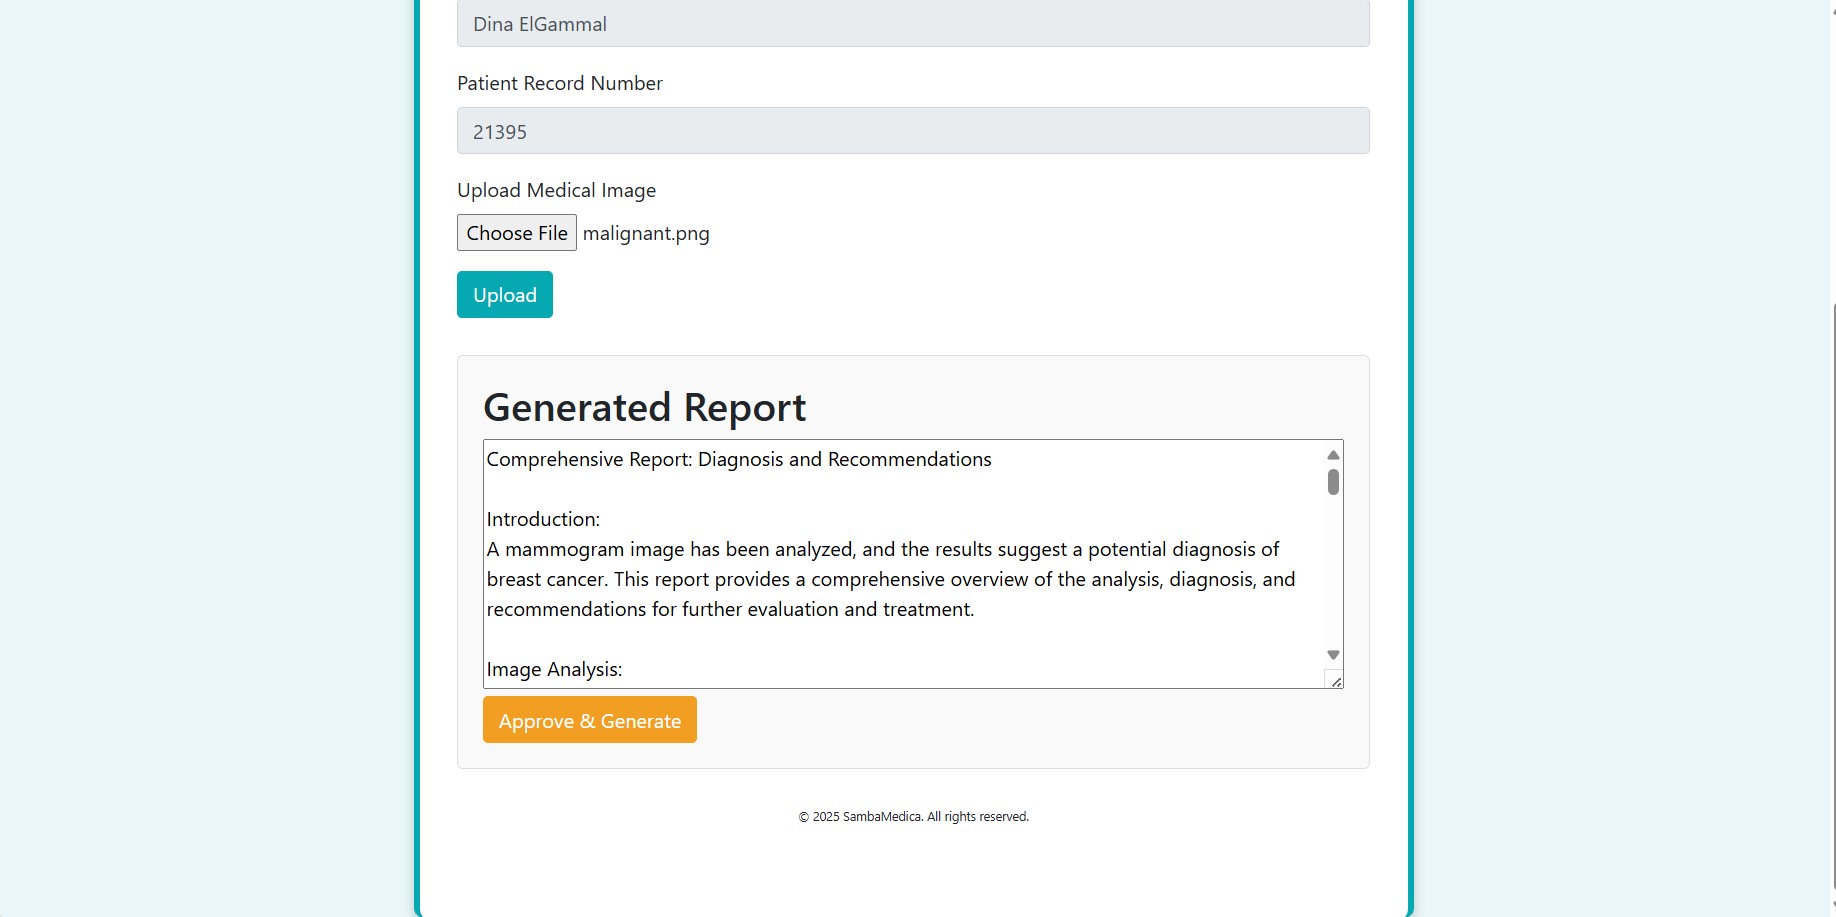 Dina ElGammal
Patient Record Number
21395
Upload Medical Image
Choose File malignant.png
Upload
Generated Report
Comprehensive Report: Diagnosis and Recommendations
Introduction:
A mammogram image has been analyzed, and the results suggest a potential diagnosis of
breast cancer. This report provides a comprehensive overview of the analysis, diagnosis, and
recommendations for further evaluation and treatment.
Image Analysis:
Approve & Generate
© 2025 SambaMedica. All rights reserved.